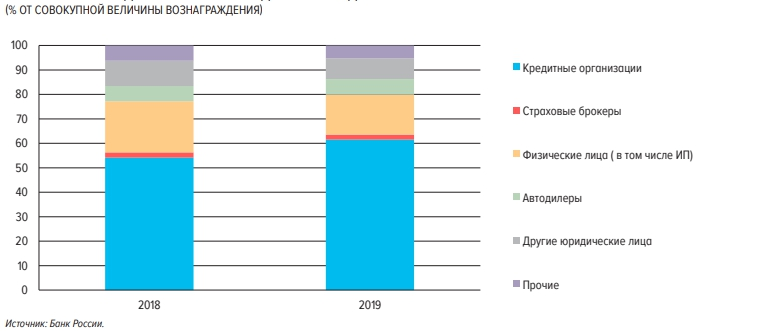 (% ОТ СОВОКУПНОЙ ВЕЛИЧИНЫ ВОЗНАГРАЖДЕНИЯ)
100
90
80
70
60
50
40
30
20
10
0
2018
2019
Кредитные организации
Страховые брокеры
Физические лица ( в том числе ИП)
Автодилеры
Другие юридические лица
Прочие
Источник: Банк России.